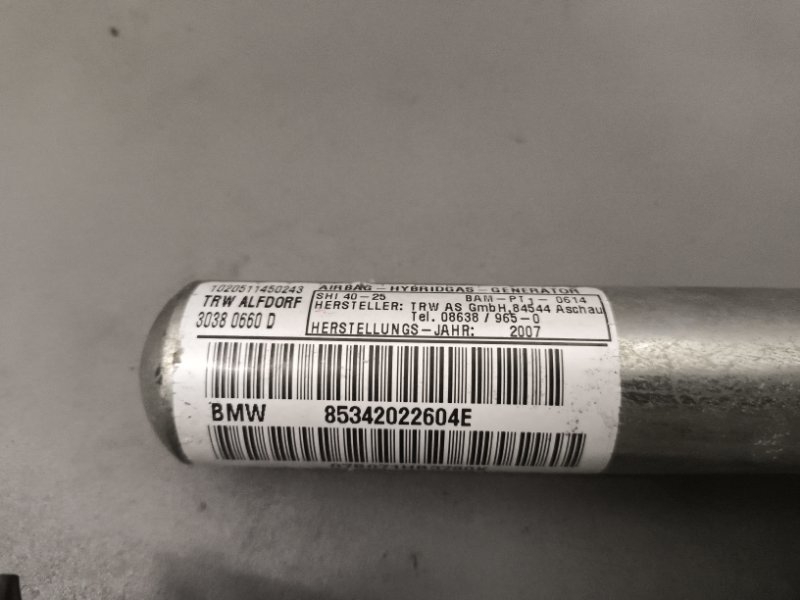 1020511450243
TRW ALFDORF
3038 0660 D
AIRBAG - HYBRIDGAS - GENERATOR
SHI 40-25 BAM-PT1- 0614
HERSTELLER: TRW AS GmbH,84544 Aschau
Tel. 08638 / 965-0
HERSTELLUNGS-JAHR: 2007
BMW 85342022604E